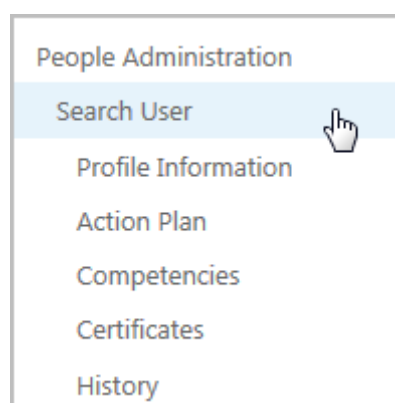 People Administration
Search User
Profile Information
Action Plan
Competencies
Certificates
History